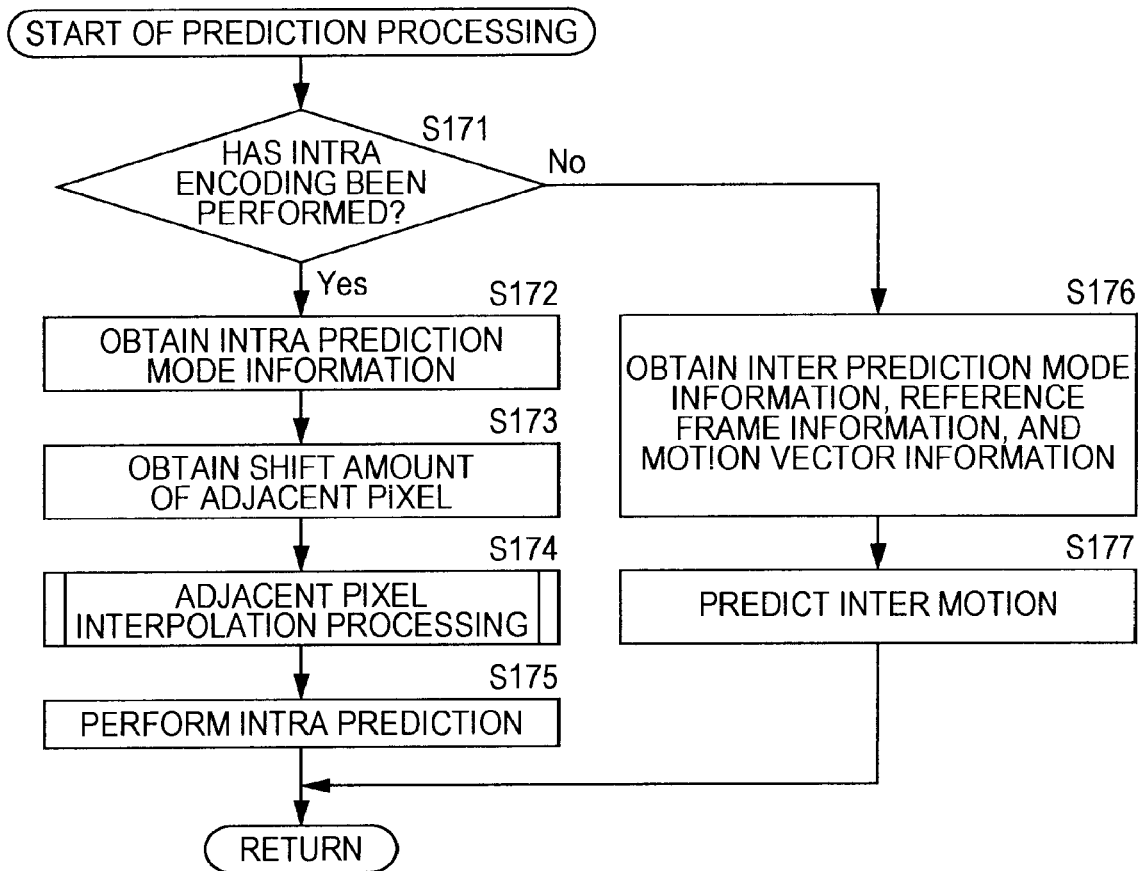 START OF PREDICTION PROCESSING
S171
HAS INTRA
ENCODING BEEN
PERFORMED?
No
Yes
S172
OBTAIN INTRA PREDICTION
MODE INFORMATION
S173
OBTAIN SHIFT AMOUNT
OF ADJACENT PIXEL
S174
ADJACENT PIXEL
INTERPOLATION PROCESSING
S175
PERFORM INTRA PREDICTION
S176
OBTAIN INTER PREDICTION MODE
INFORMATION, REFERENCE
FRAME INFORMATION, AND
MOTION VECTOR INFORMATION
S177
PREDICT INTER MOTION
RETURN